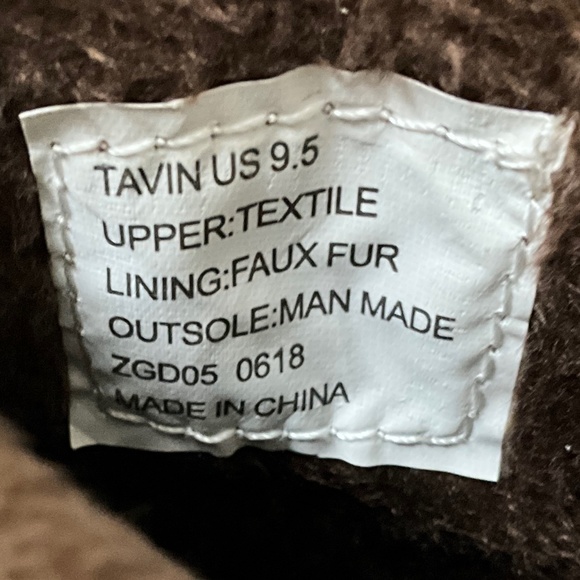 TAVIN US 9.5
UPPER:TEXTILE
LINING:FAUX FUR
OUTSOLE:MAN MADE
ZGD05 0618
MADE IN CHINA